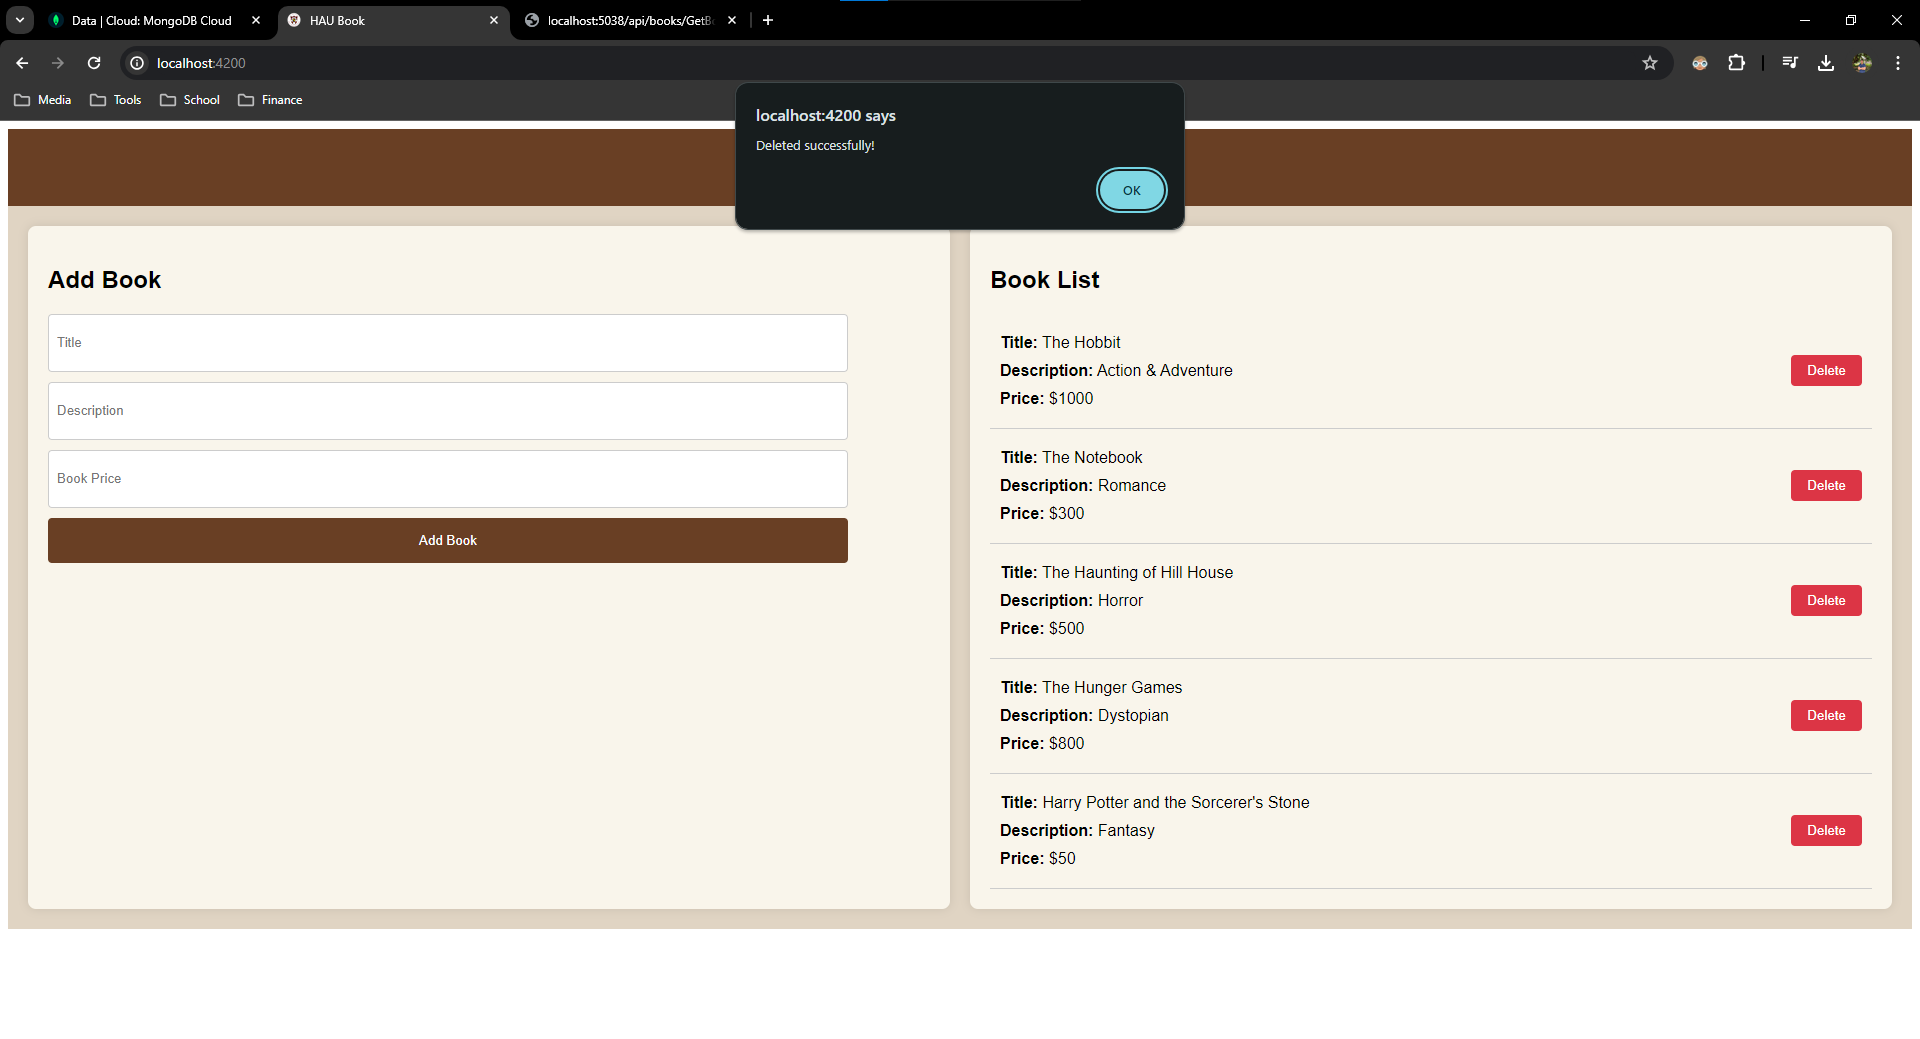 Data | Cloud: MongoDB Cloud
HAU Book
localhost:5038/api/books/GetB
localhost:4200
Media
Tools
School
Finance
localhost:4200 says
Deleted successfully!
OK
Add Book
Title
Description
Book Price
Add Book
Book List
Title: The Hobbit
Description: Action & Adventure
Price: $1000
Delete
Title: The Notebook
Description: Romance
Price: $300
Delete
Title: The Haunting of Hill House
Description: Horror
Price: $500
Delete
Title: The Hunger Games
Description: Dystopian
Price: $800
Delete
Title: Harry Potter and the Sorcerer's Stone
Description: Fantasy
Price: $50
Delete